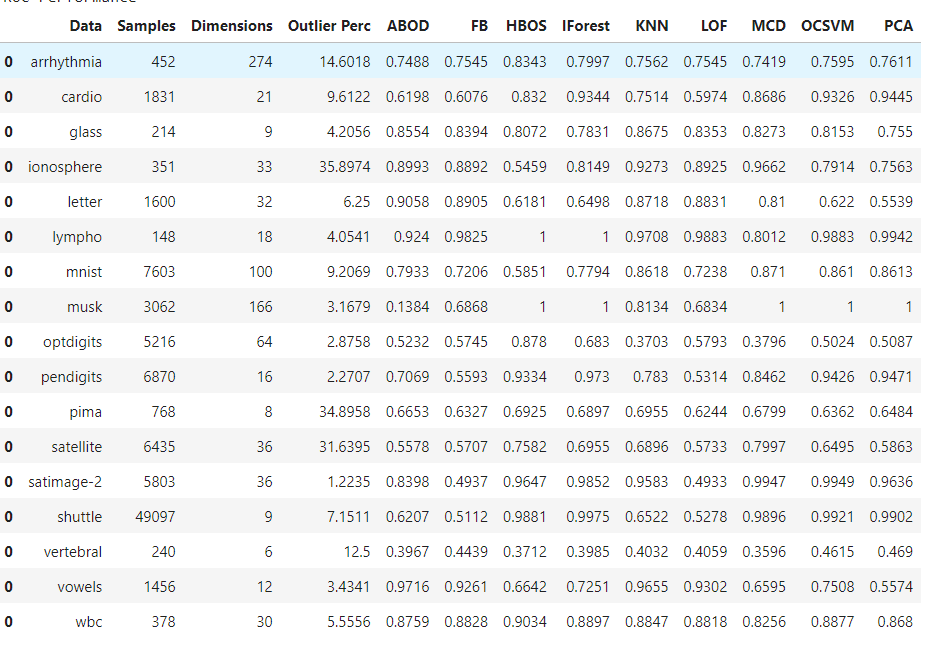 Roc Performance
Data Samples Dimensions Outlier Perc ABOD FB HBOS IForest KNN LOF MCD OCSVM PCA
0 arrhythmia 452 274 14.6018 0.7488 0.7545 0.8343 0.7997 0.7562 0.7545 0.7419 0.7595 0.7611
0 cardio 1831 21 9.6122 0.6198 0.6076 0.832 0.9344 0.7514 0.5974 0.8686 0.9326 0.9445
0 glass 214 9 4.2056 0.8554 0.8394 0.8072 0.7831 0.8675 0.8353 0.8273 0.8153 0.755
0 ionosphere 351 33 35.8974 0.8993 0.8892 0.5459 0.8149 0.9273 0.8925 0.9662 0.7914 0.7563
0 letter 1600 32 6.25 0.9058 0.8905 0.6181 0.6498 0.8718 0.8831 0.81 0.622 0.5539
0 lympho 148 18 4.0541 0.924 0.9825 1 1 0.9708 0.9883 0.8012 0.9883 0.9942
0 mnist 7603 100 9.2069 0.7933 0.7206 0.5851 0.7794 0.8618 0.7238 0.871 0.861 0.8613
0 musk 3062 166 3.1679 0.1384 0.6868 1 1 0.8134 0.6834 1 1 1
0 optdigits 5216 64 2.8758 0.5232 0.5745 0.878 0.683 0.3703 0.5793 0.3796 0.5024 0.5087
0 pendigits 6870 16 2.2707 0.7069 0.5593 0.9334 0.973 0.783 0.5314 0.8462 0.9426 0.9471
0 pima 768 8 34.8958 0.6653 0.6327 0.6925 0.6897 0.6955 0.6244 0.6799 0.6362 0.6484
0 satellite 6435 36 31.6395 0.5578 0.5707 0.7582 0.6955 0.6896 0.5733 0.7997 0.6495 0.5863
0 satimage-2 5803 36 1.2235 0.8398 0.4937 0.9647 0.9852 0.9583 0.4933 0.9947 0.9949 0.9636
0 shuttle 49097 9 7.1511 0.6207 0.5112 0.9881 0.9975 0.6522 0.5278 0.9896 0.9921 0.9902
0 vertebral 240 6 12.5 0.3967 0.4439 0.3712 0.3985 0.4032 0.4059 0.3596 0.4615 0.469
0 vowels 1456 12 3.4341 0.9716 0.9261 0.6642 0.7251 0.9655 0.9302 0.6595 0.7508 0.5574
0 wbc 378 30 5.5556 0.8759 0.8828 0.9034 0.8897 0.8847 0.8818 0.8256 0.8877 0.868